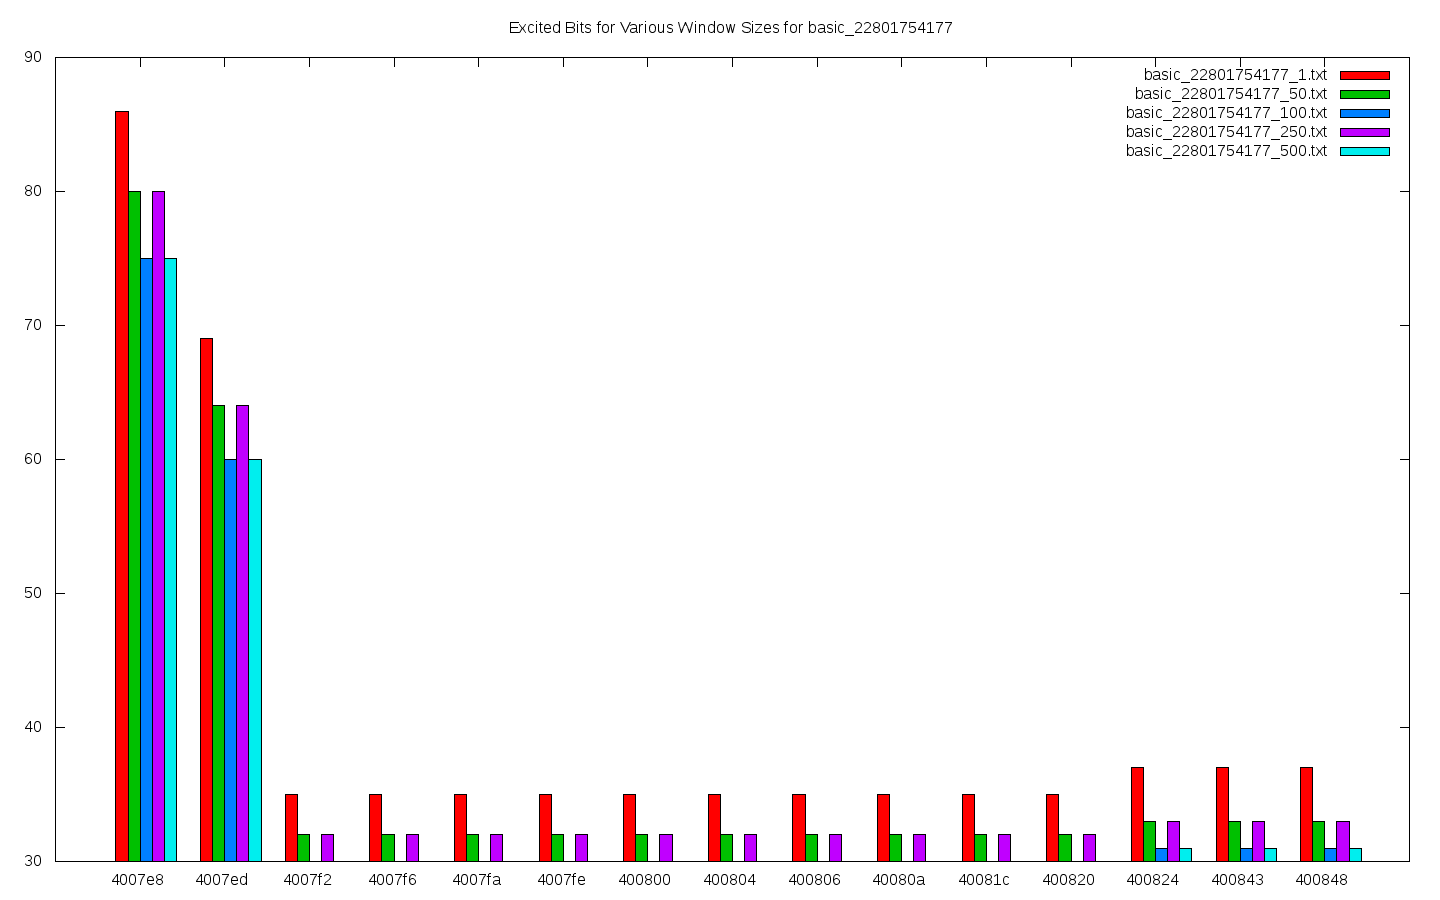 Excited Bits for Various Window Sizes for basic_22801754177
basic_22801754177_1.txt
basic_22801754177_50.txt
basic_22801754177_100.txt
basic_22801754177_250.txt
basic_22801754177_500.txt
90
80
70
60
50
40
30
4007e8 4007ed 4007f2 4007f6 4007fa 4007fe 400800 400804 400806 40080a 40081c 400820 400824 400843 400848